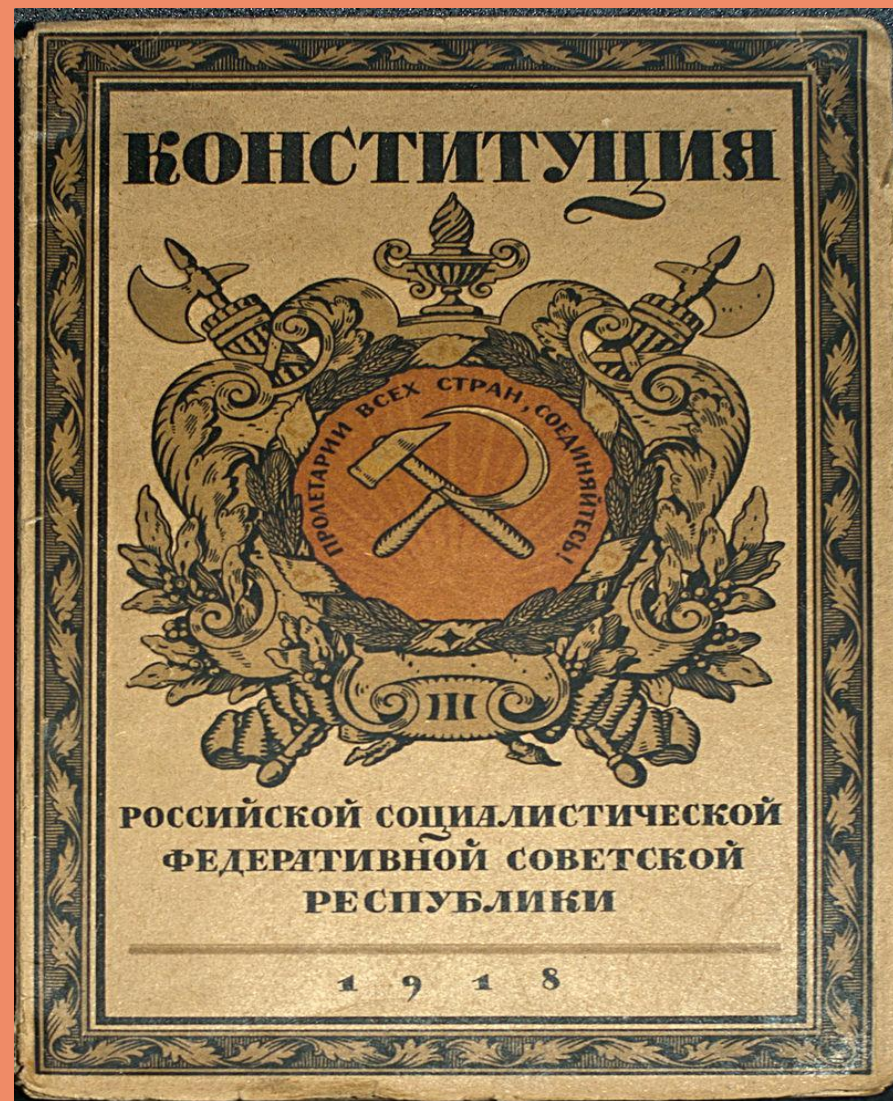 КОНСТИТУЦИЯ
ПРОЛЕТАРИИ ВСЕХ СТРАН, СОЕДИНЯЙТЕСЬ!
III
РОССИЙСКОЙ СОЦИАЛИСТИЧЕСКОЙ
ФЕДЕРАТИВНОЙ СОВЕТСКОЙ
РЕСПУБЛИКИ
1918